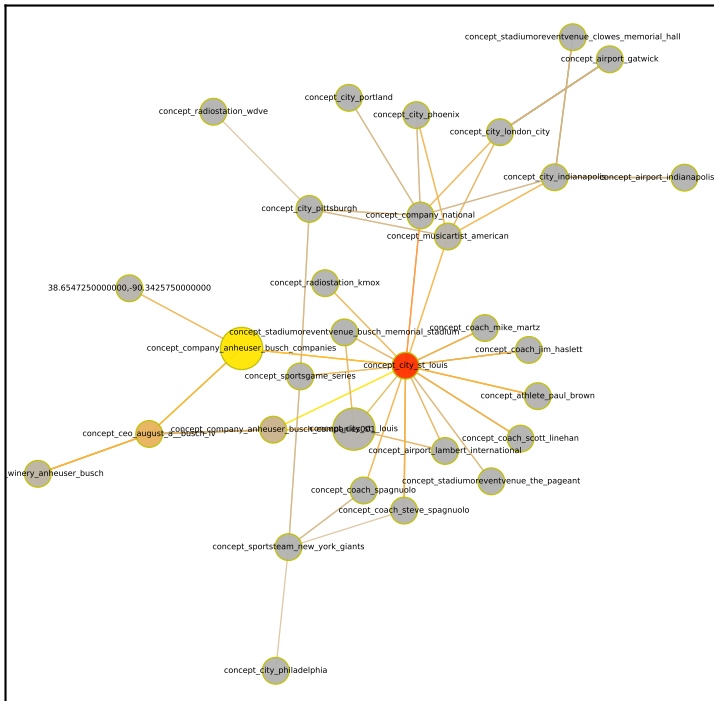 concept_stadiumoreventvenue_clowes_memorial_hall
concept_airport_gatwick
concept_city_portland
concept_radiostation_wdve
concept_city_phoenix
concept_city_london_city
concept_city_indianapolis
concept_airport_indianapolis
concept_city_pittsburgh
concept_company_national
concept_musicartist_american
concept_radiostation_kmox
38.6547250000000,-90.3425750000000
concept_stadiumoreventvenue_busch_memorial_stadium
concept_coach_mike_martz
concept_company_anheuser_busch_companies
concept_coach_jim_haslett
concept_city_st_louis
concept_sportsgame_series
concept_athlete_paul_brown
concept_ceo_august_a__busch_iv
concept_coach_scott_linehan
concept_airport_lambert_international
_winery_anheuser_busch
concept_stadiumoreventvenue_the_pageant
concept_coach_spagnuolo
concept_coach_steve_spagnuolo
concept_sportsteam_new_york_giants
concept_city_philadelphia